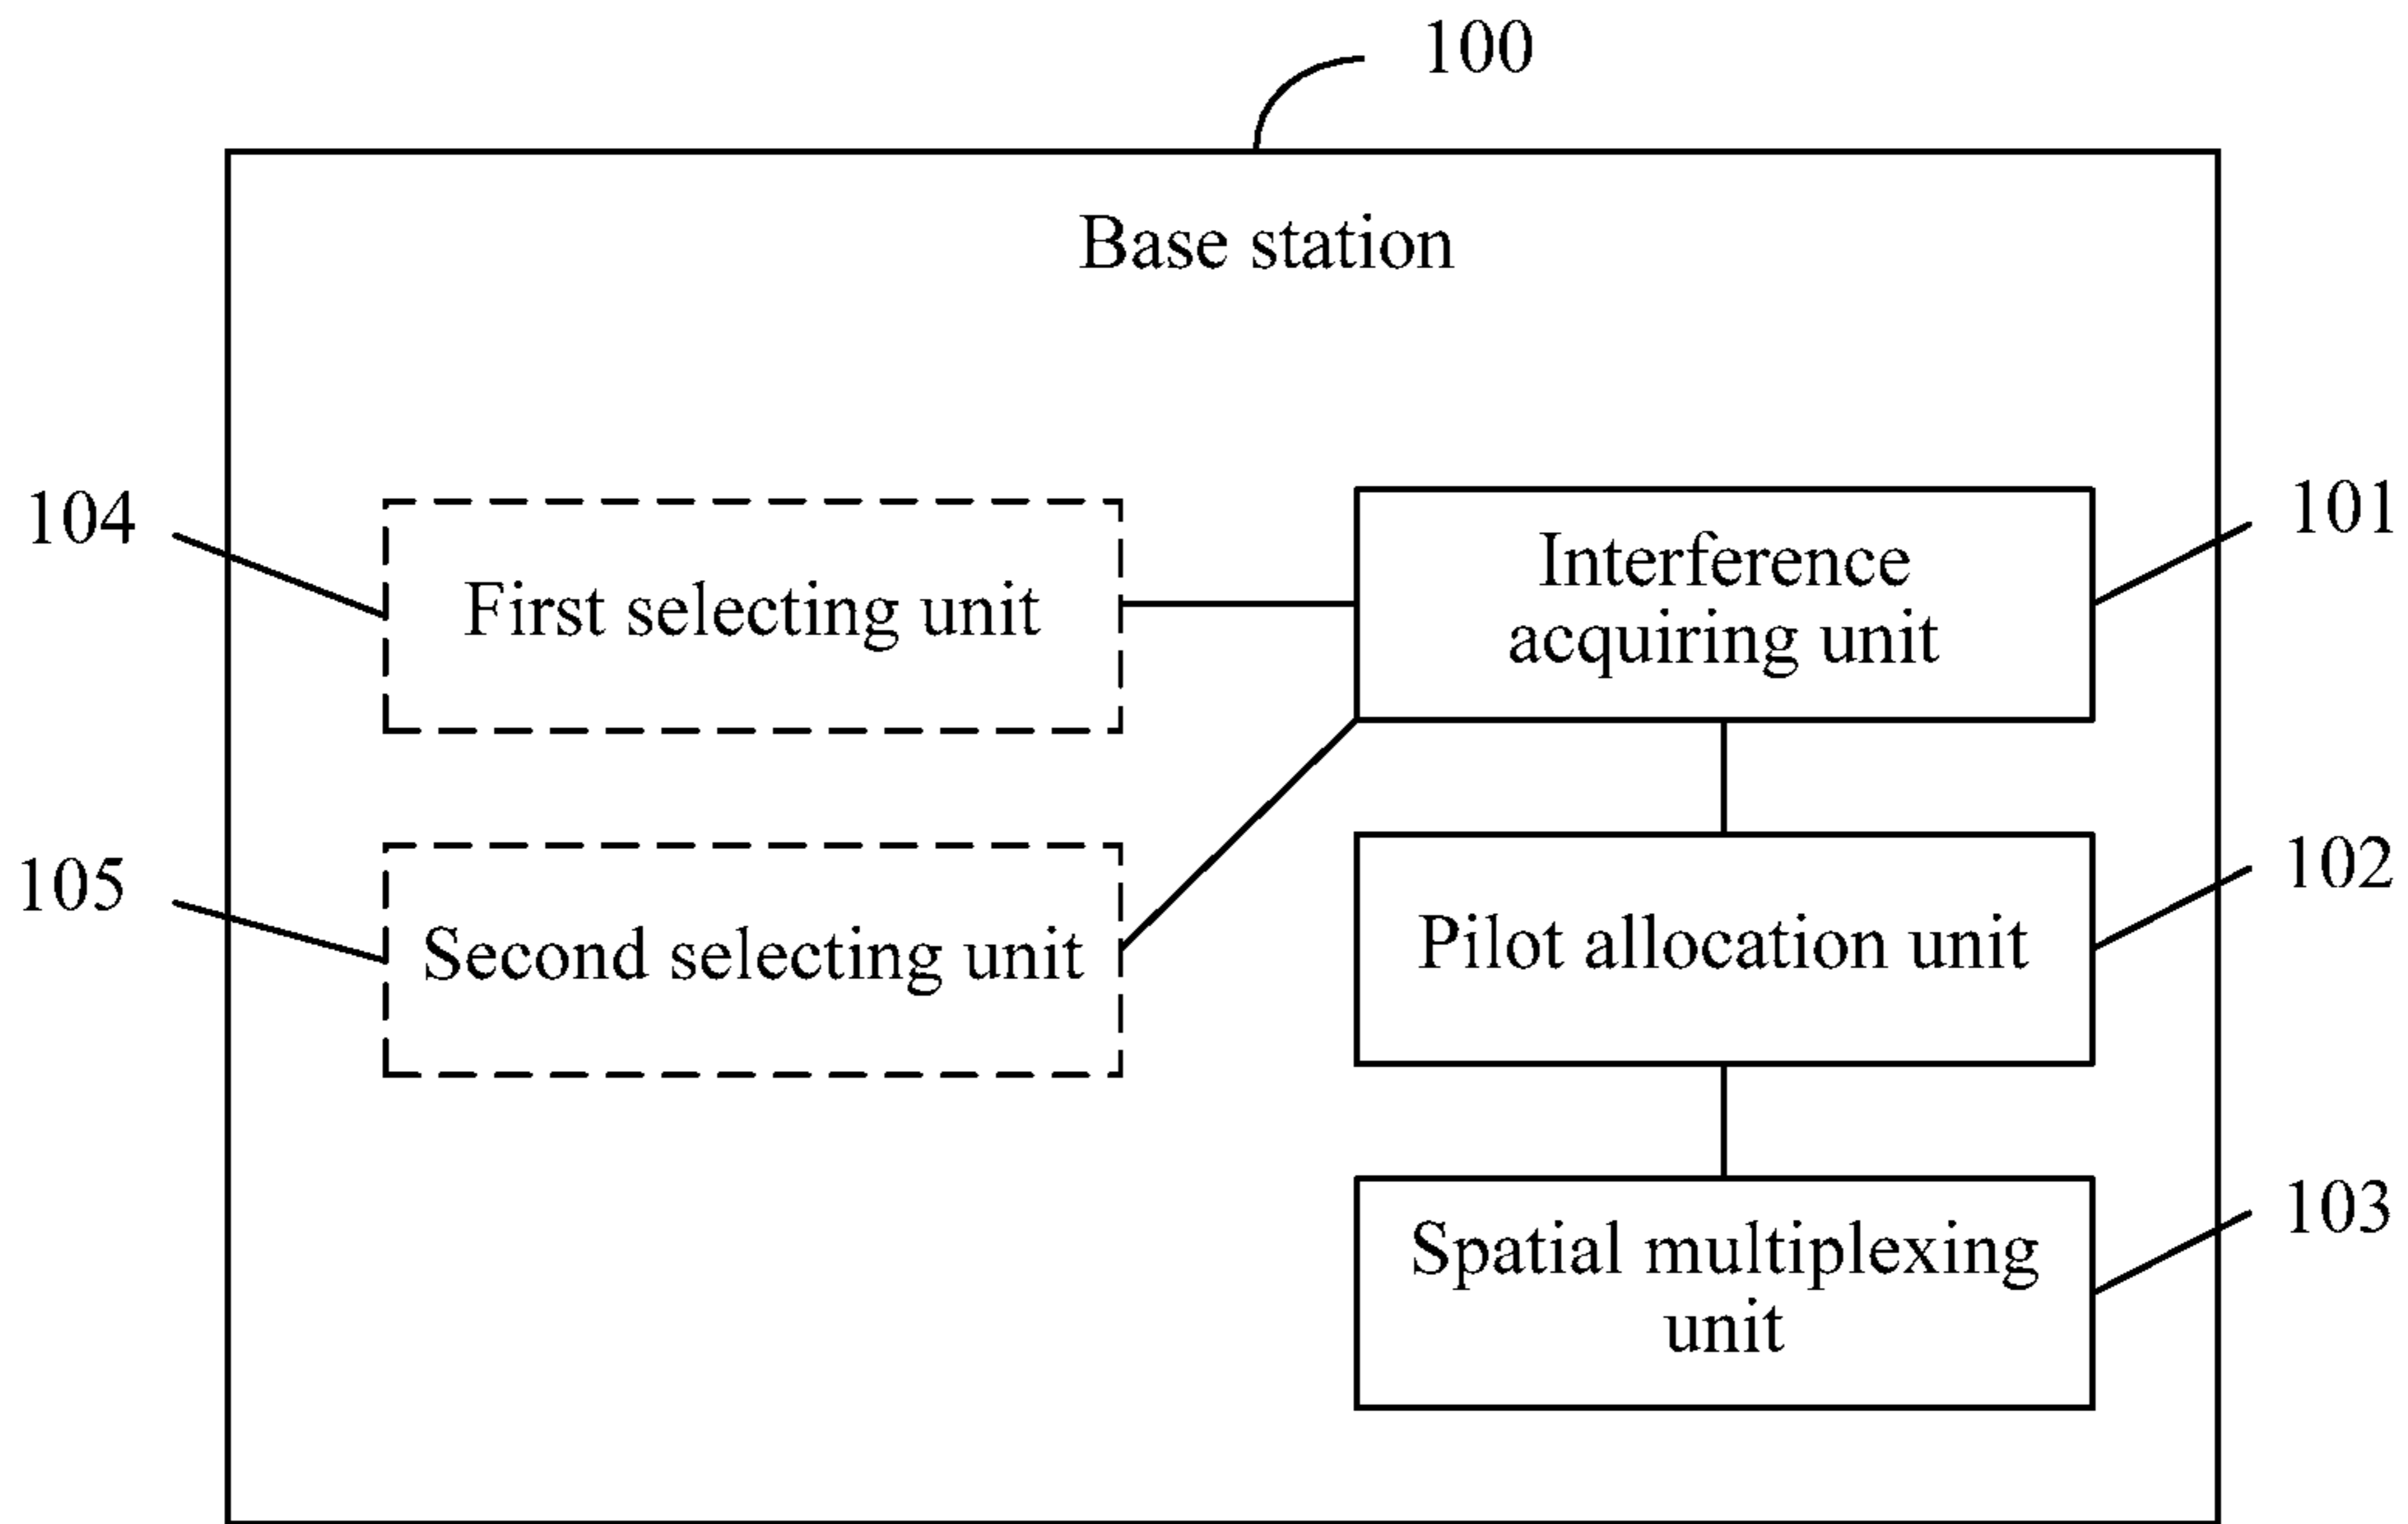 100
Base station
104
First selecting unit
Interference
acquiring unit
101
105
Second selecting unit
Pilot allocation unit
102
Spatial multiplexing
unit
103